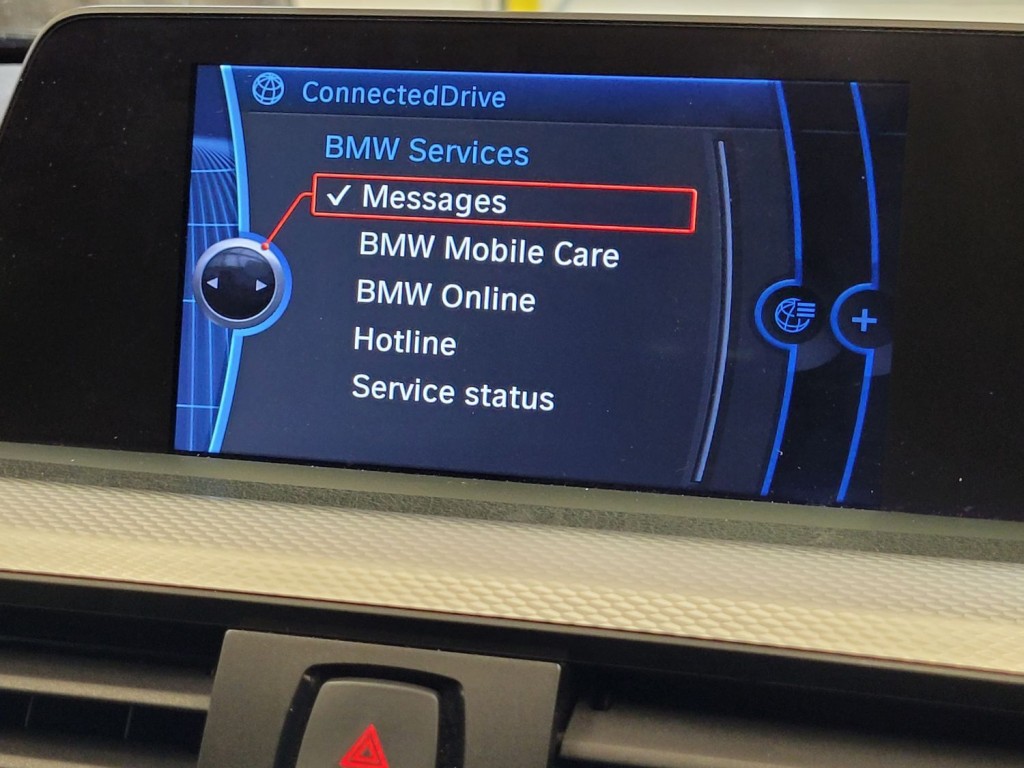 ConnectedDrive
BMW Services
✓ Messages
BMW Mobile Care
BMW Online
Hotline
Service status